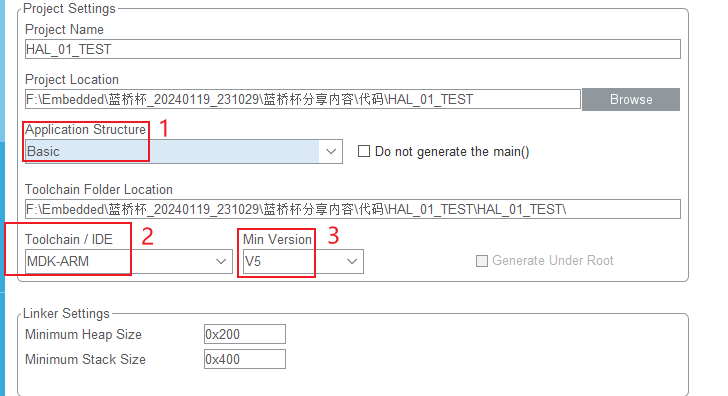 Project Settings
Project Name
HAL_01_TEST
Project Location
F:\Embedded\蓝桥杯_20240119_231029\蓝桥杯分享内容\代码\HAL_01_TEST
Browse
Application Structure 1
Basic
Do not generate the main()
Toolchain Folder Location
F:\Embedded\蓝桥杯_20240119_231029\蓝桥杯分享内容\代码\HAL_01_TEST\HAL_01_TEST\
Toolchain / IDE 2 Min Version 3
MDK-ARM V5 Generate Under Root
Linker Settings
Minimum Heap Size 0x200
Minimum Stack Size 0x400